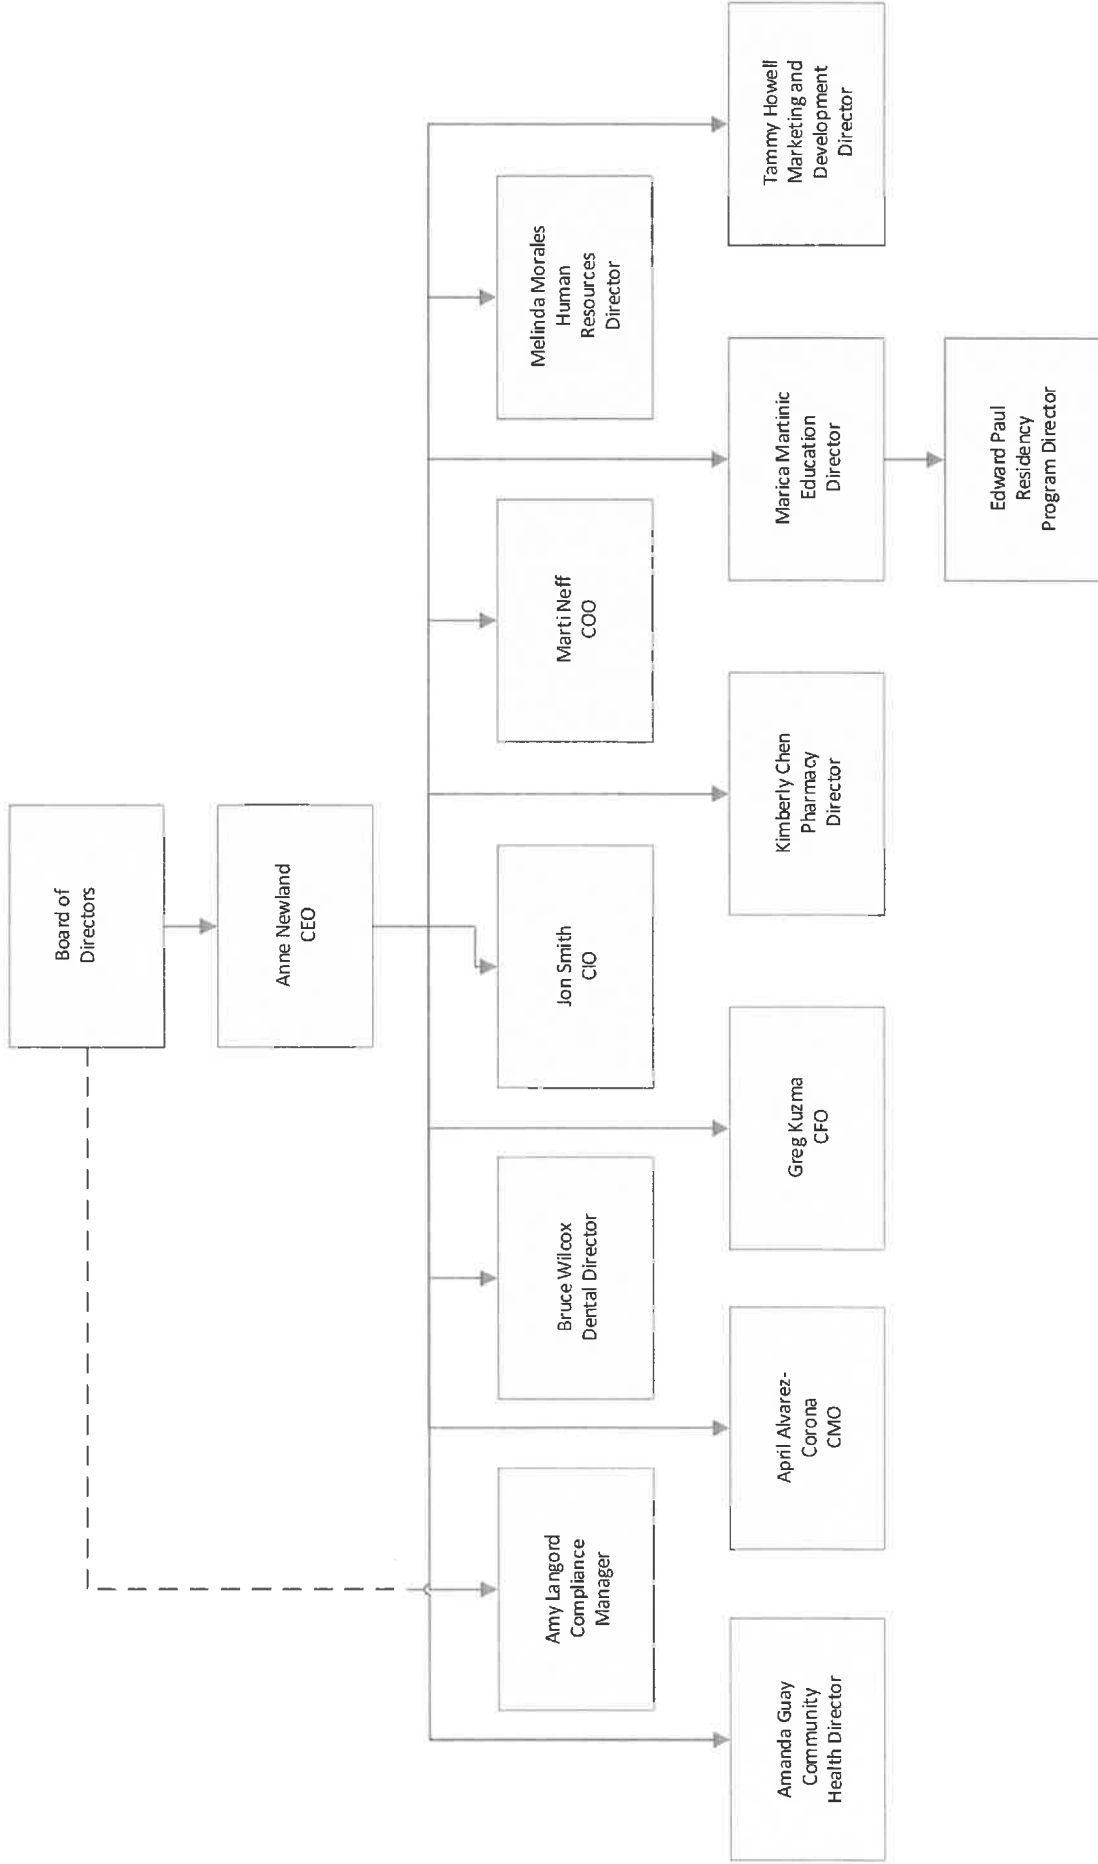 Board of
Directors
Anne Newland
CEO
Amy Langord
Compliance
Manager
Bruce Wilcox
Dental Director
Jon Smith
CIO
Marti Neff
COO
Melinda Morales
Human
Resources
Director
Amanda Guay
Community
Health Director
April Alvarez-
Corona
CMO
Greg Kuzma
CFO
Kimberly Chen
Pharmacy
Director
Marica Martinic
Education
Director
Tammy Howell
Marketing and
Development
Director
Edward Paul
Residency
Program Director